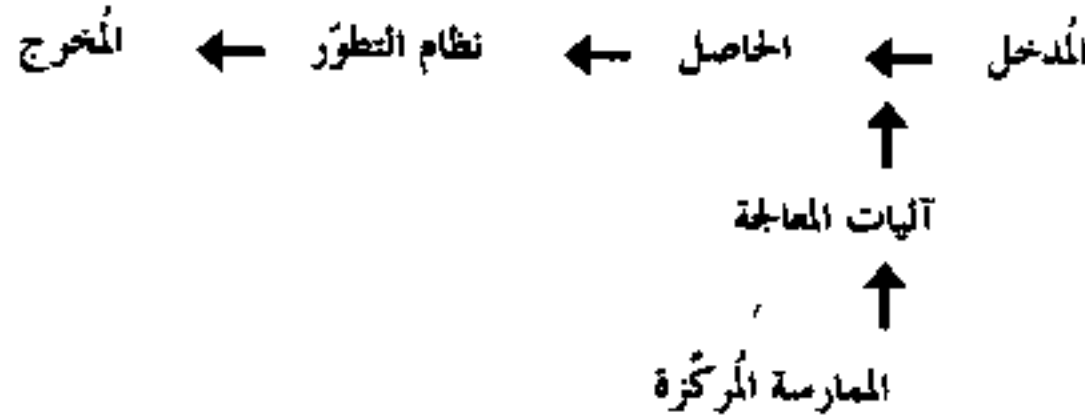 المُدخل ← الحاصل ← نظام التطوّر ← المُخرج
↑
آليات المعالجة
↑
الممارسة المُركّزة